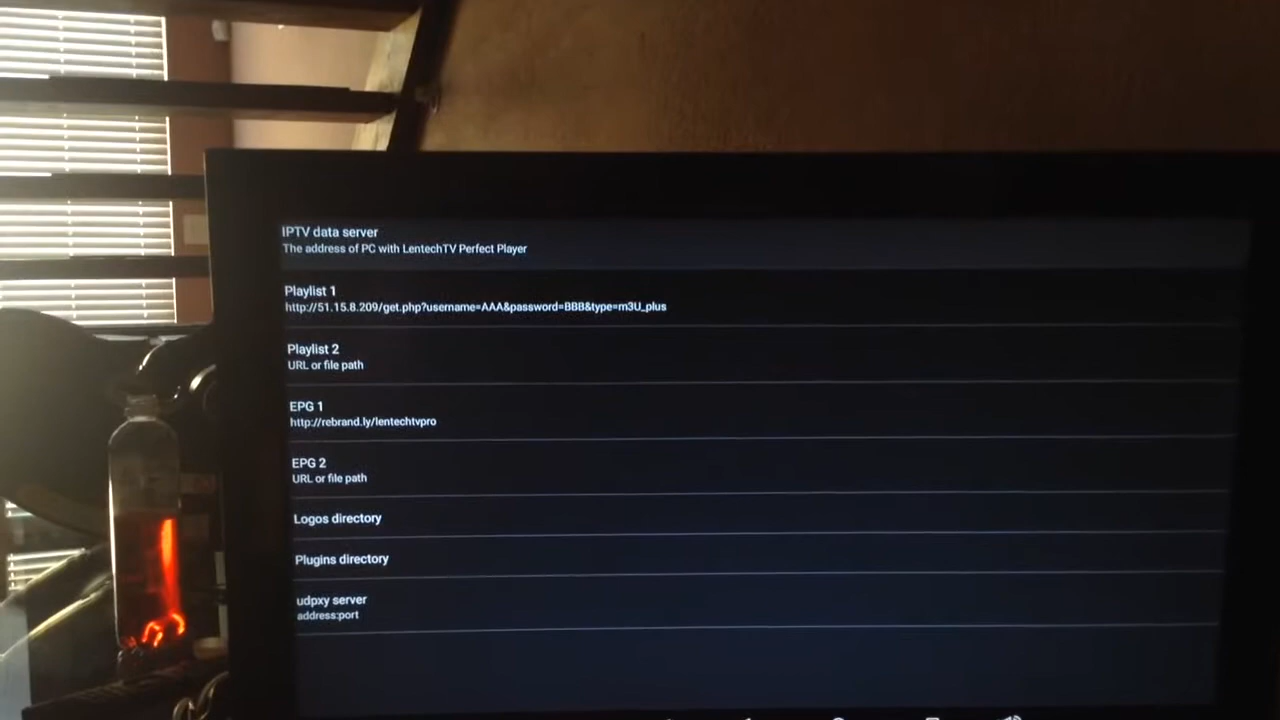 IPTV data server
The address of PC with LentechTV Perfect Player
Playlist 1
http://51.15.8.209/get.php?username=AAA&password=BBB&type=m3U_plus
Playlist 2
URL or file path
EPG 1
http://rebrand.ly/lentechtvpro
EPG 2
URL or file path
Logos directory
Plugins directory
udpxy server
address:port